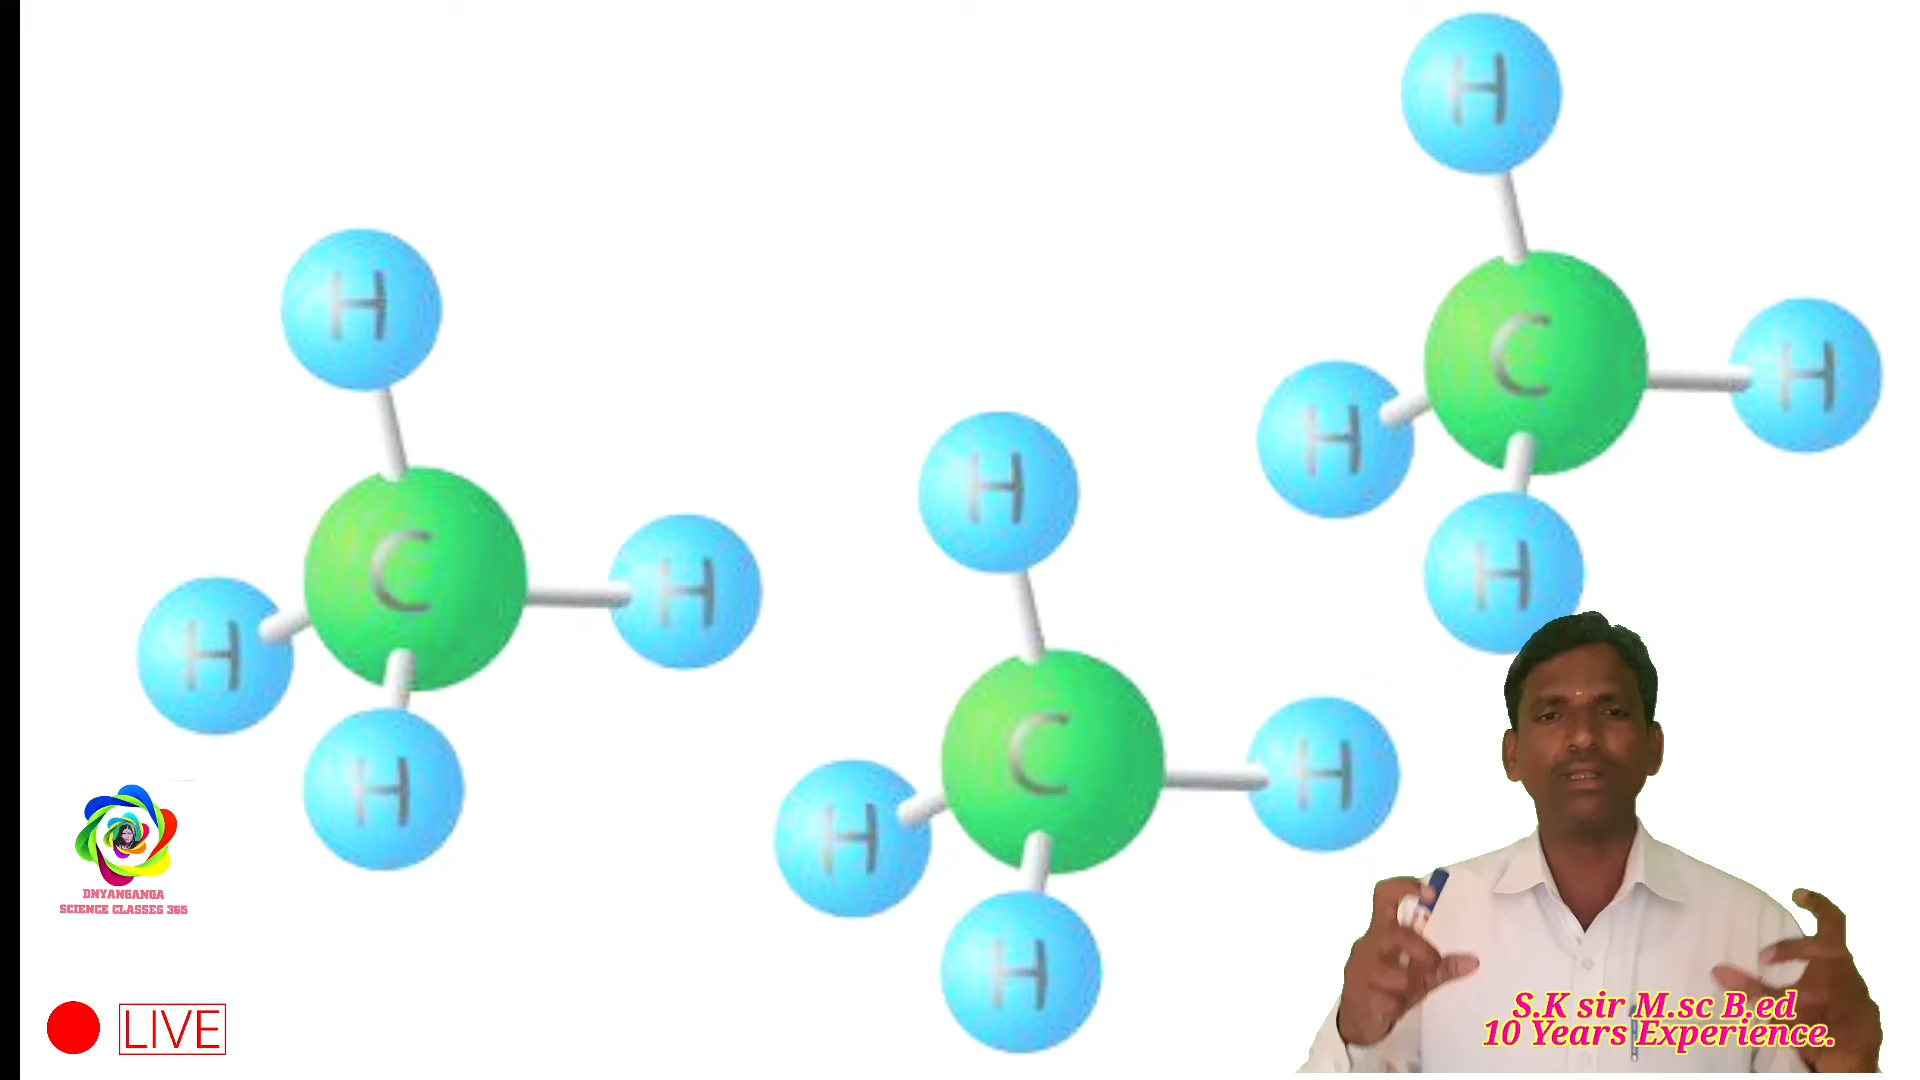 H
H
C
H
H
H
C
H
H
H
H
C
H
H
H
DNYANGANGA
SCIENCE CLASSES 365
LIVE
S.K sir M.sc B.ed
10 Years Experience.